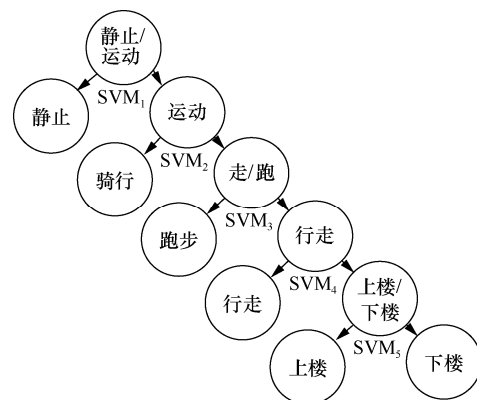 静止/
运动
SVM₁
静止
运动
SVM₂
骑行
走/跑
SVM₃
跑步
行走
SVM₄
行走
上楼/
下楼
SVM₅
上楼
下楼